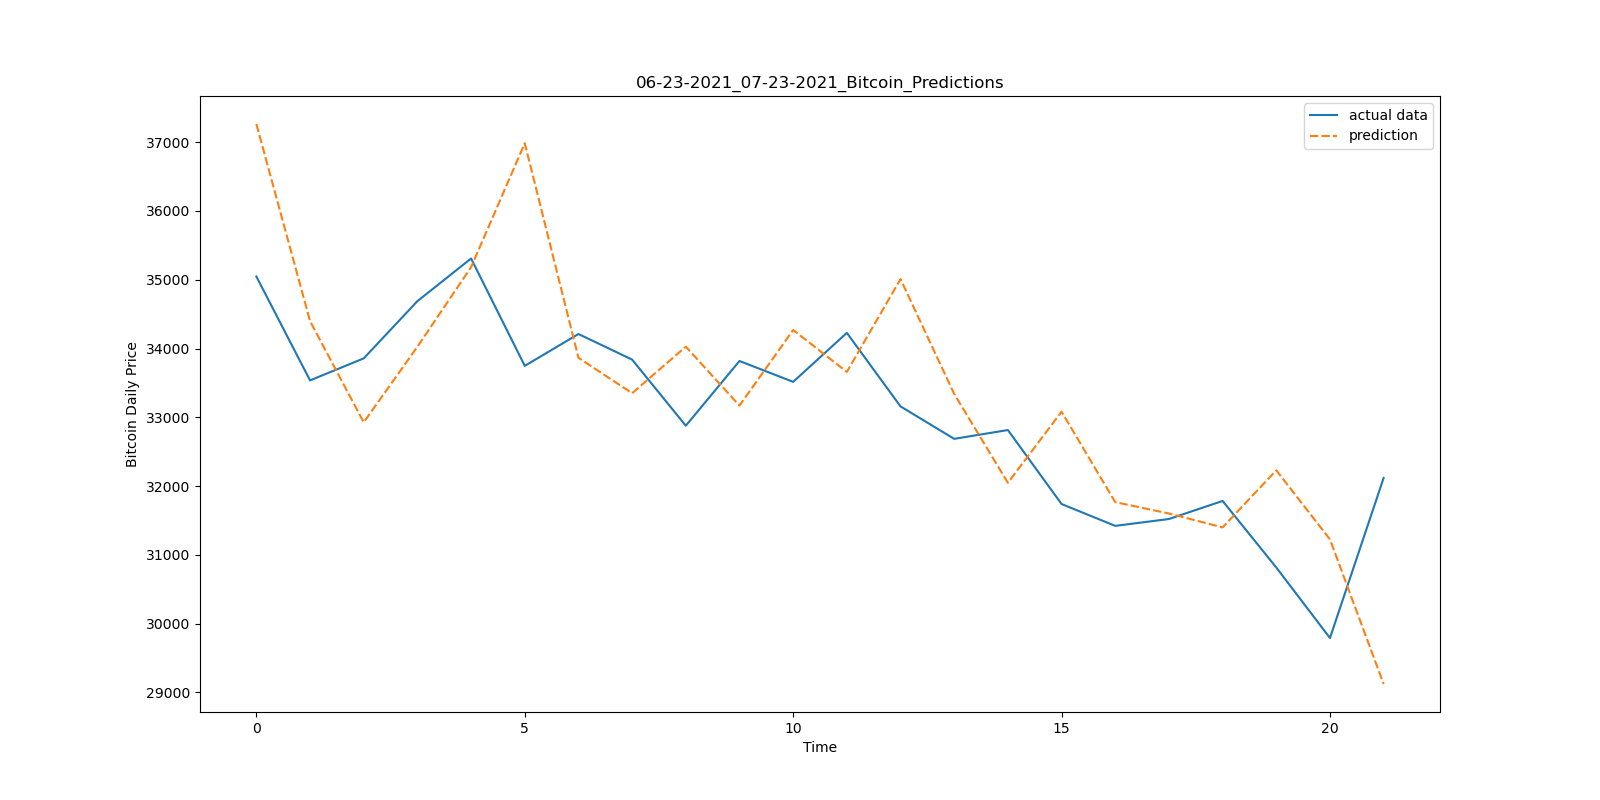 06-23-2021_07-23-2021_Bitcoin_Predictions
actual data
prediction
37000
36000
35000
34000
33000
32000
31000
30000
29000
Bitcoin Daily Price
0 5 10 15 20
Time